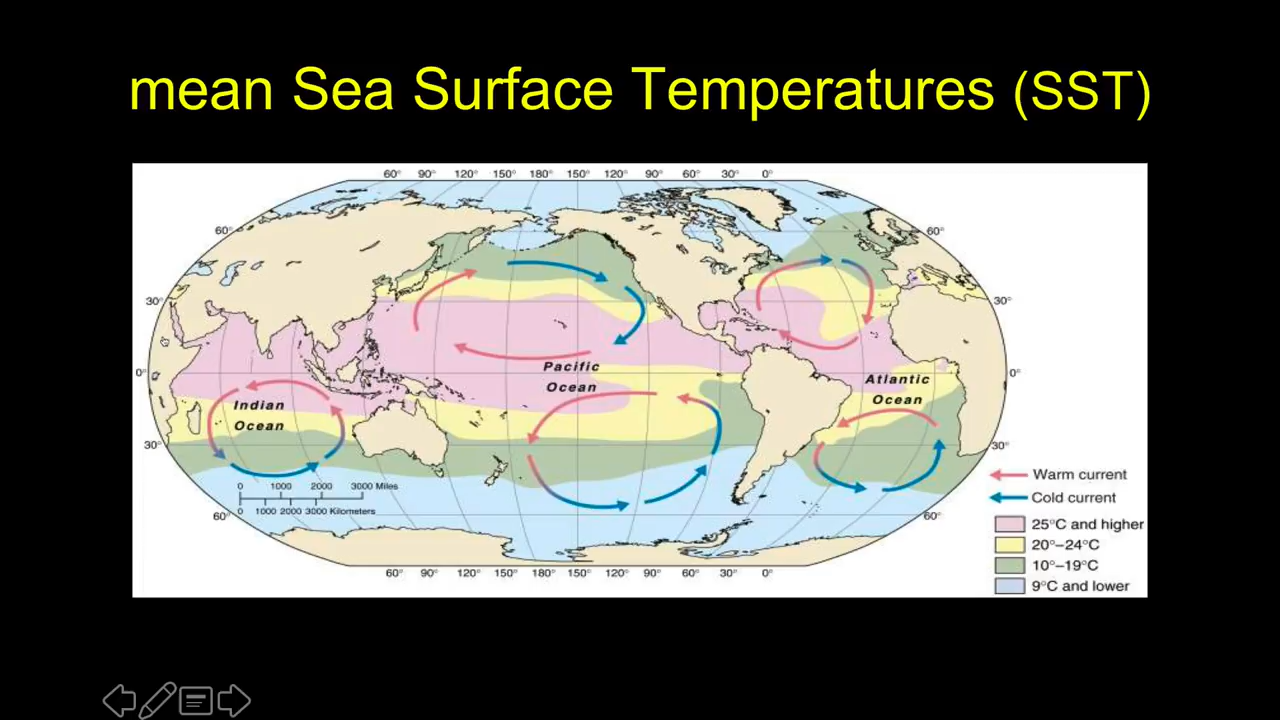 mean Sea Surface Temperatures (SST)
60° 90° 120° 150° 180° 150° 120° 90° 60° 30° 0°
60° 60°
30° 30°
0° 0°
Pacific
Ocean
Atlantic
Ocean
Indian
Ocean
30° 30°
Warm current
0 1000 2000 3000 Miles
Cold current
0 1000 2000 3000 Kilometers
60° 60°
25°C and higher
20°–24°C
10°–19°C
9°C and lower
60° 90° 120° 150° 180° 150° 120° 90° 60° 30° 0°